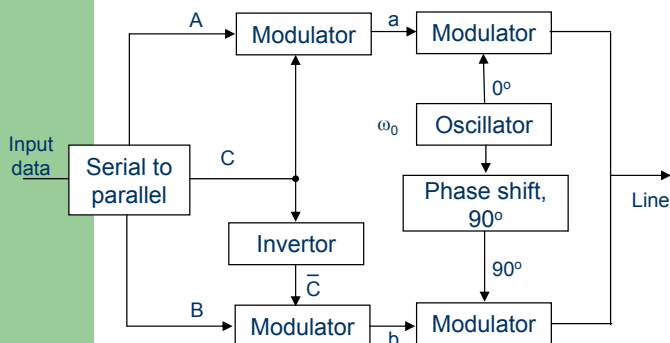 A
Modulator
a
Modulator
0º
ω₀
Oscillator
Input
data
Serial to
parallel
C
Phase shift,
90º
Line
Invertor
C̄
90º
B
Modulator
b
Modulator